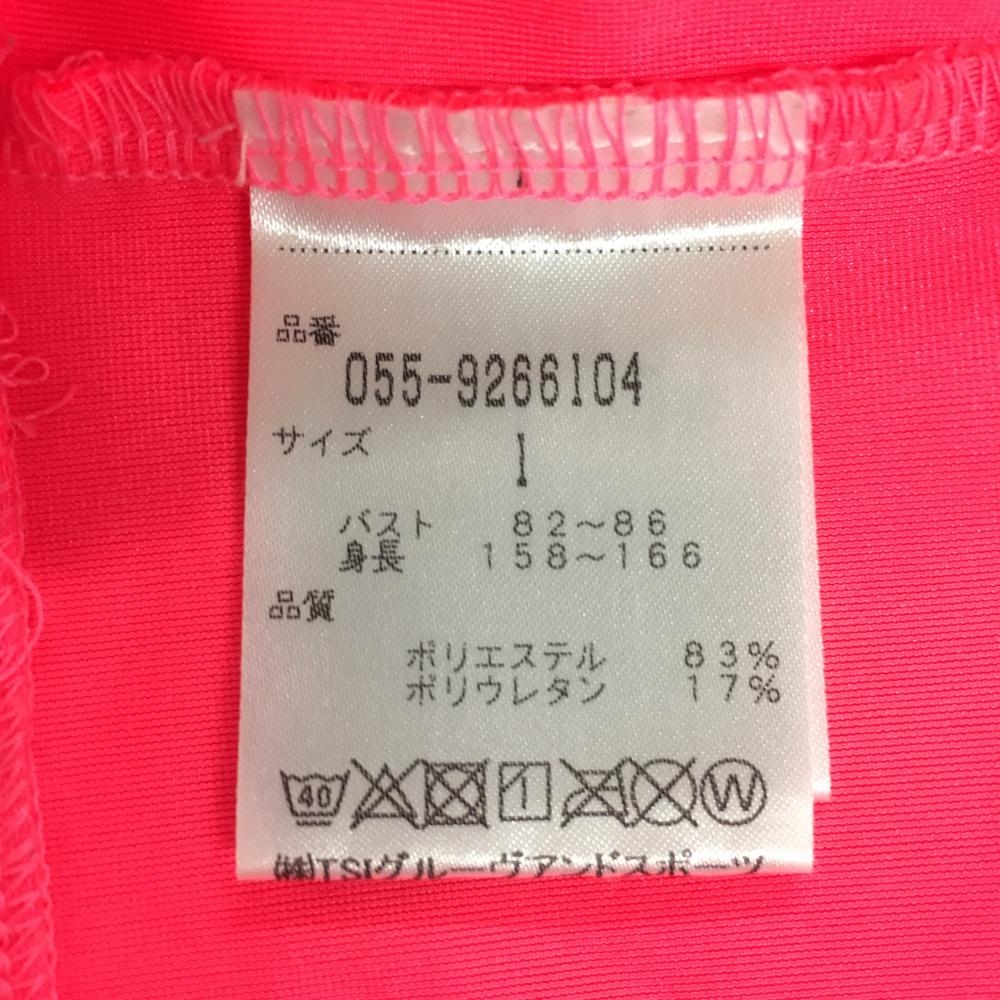 品番
055-9266104
サイズ 1
バスト 82〜86
身長 158〜166
品質
ポリエステル 83%
ポリウレタン 17%
40 W
㈱TSIグルーヴアンドスポーツ